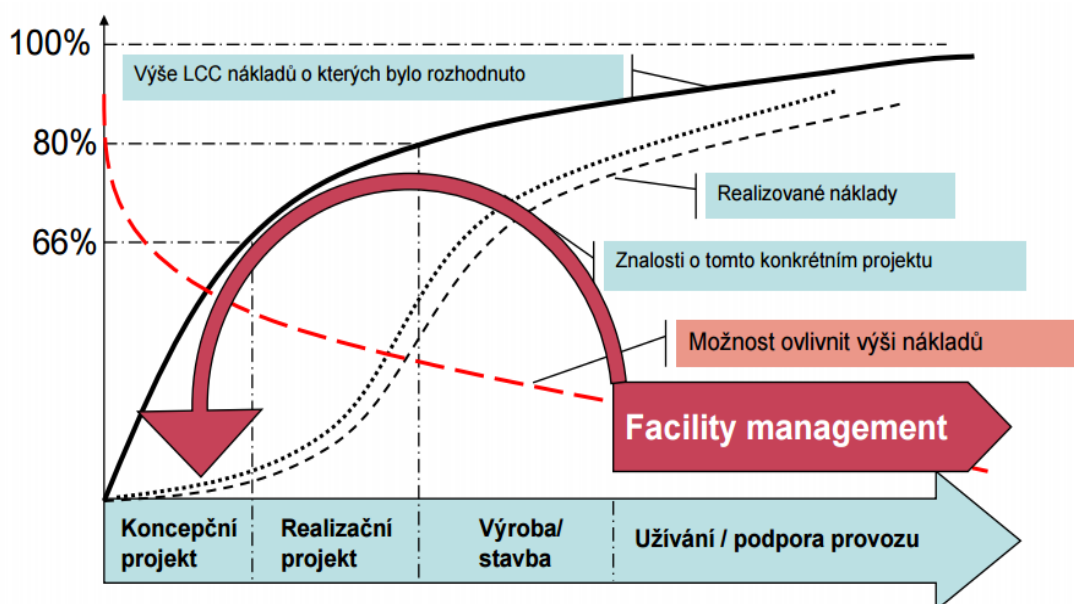 100%
Výše LCC nákladů o kterých bylo rozhodnuto
80%
Realizované náklady
66%
Znalosti o tomto konkrétním projektu
Možnost ovlivnit výši nákladů
Facility management
Koncepční
projekt
Realizační
projekt
Výroba/
stavba
Užívání / podpora provozu